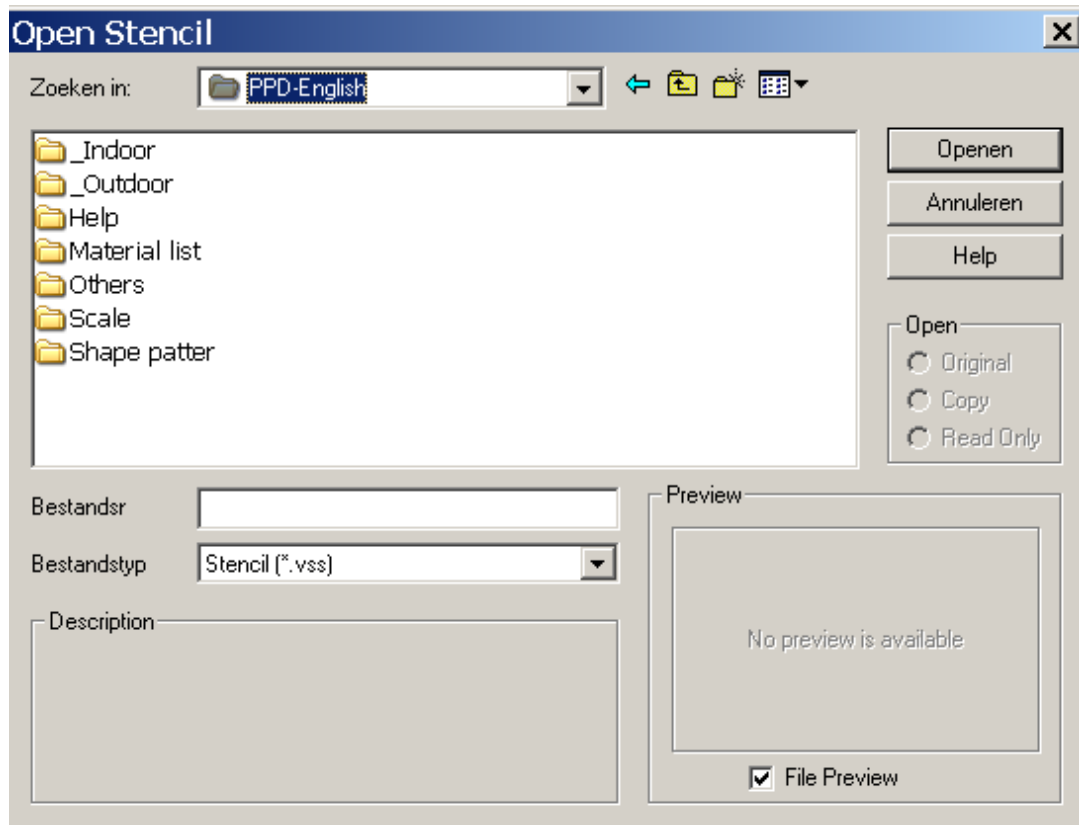 Open Stencil
Zoeken in:
PPD-English
_Indoor
_Outdoor
Help
Material list
Others
Scale
Shape patter
Openen
Annuleren
Help
Open
Original
Copy
Read Only
Bestandsr
Bestandstyp
Stencil (*.vss)
Description
Preview
No preview is available
File Preview